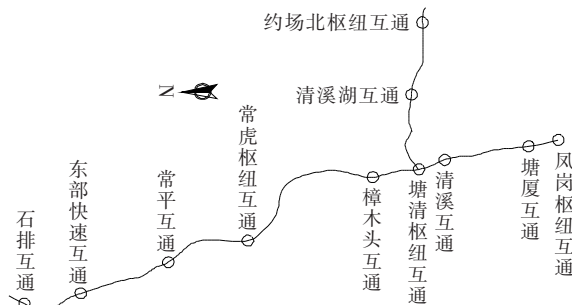 约场北枢纽互通
清溪湖互通
N
常虎枢纽互通
东部快速互通
常平互通
石排互通
樟木头互通
塘清枢纽互通
清溪互通
塘厦互通
凤岗枢纽互通